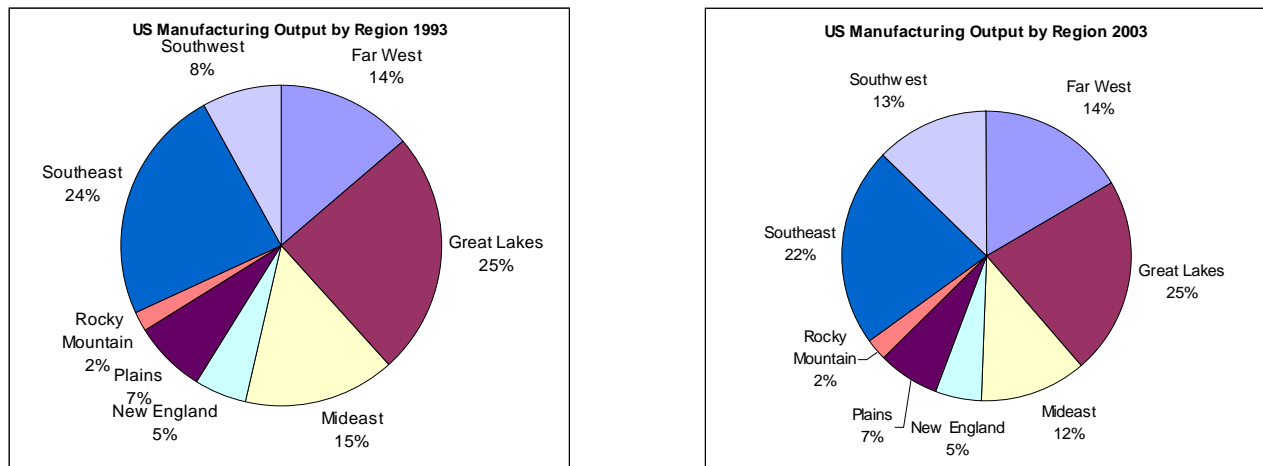 US Manufacturing Output by Region 1993
Southwest
8%
Far West
14%
Southeast
24%
Great Lakes
25%
Rocky
Mountain
2%
Plains
7%
New England
5%
Mideast
15%
US Manufacturing Output by Region 2003
Southwest
13%
Far West
14%
Southeast
22%
Great Lakes
25%
Rocky
Mountain
2%
Plains
7%
New England
5%
Mideast
12%